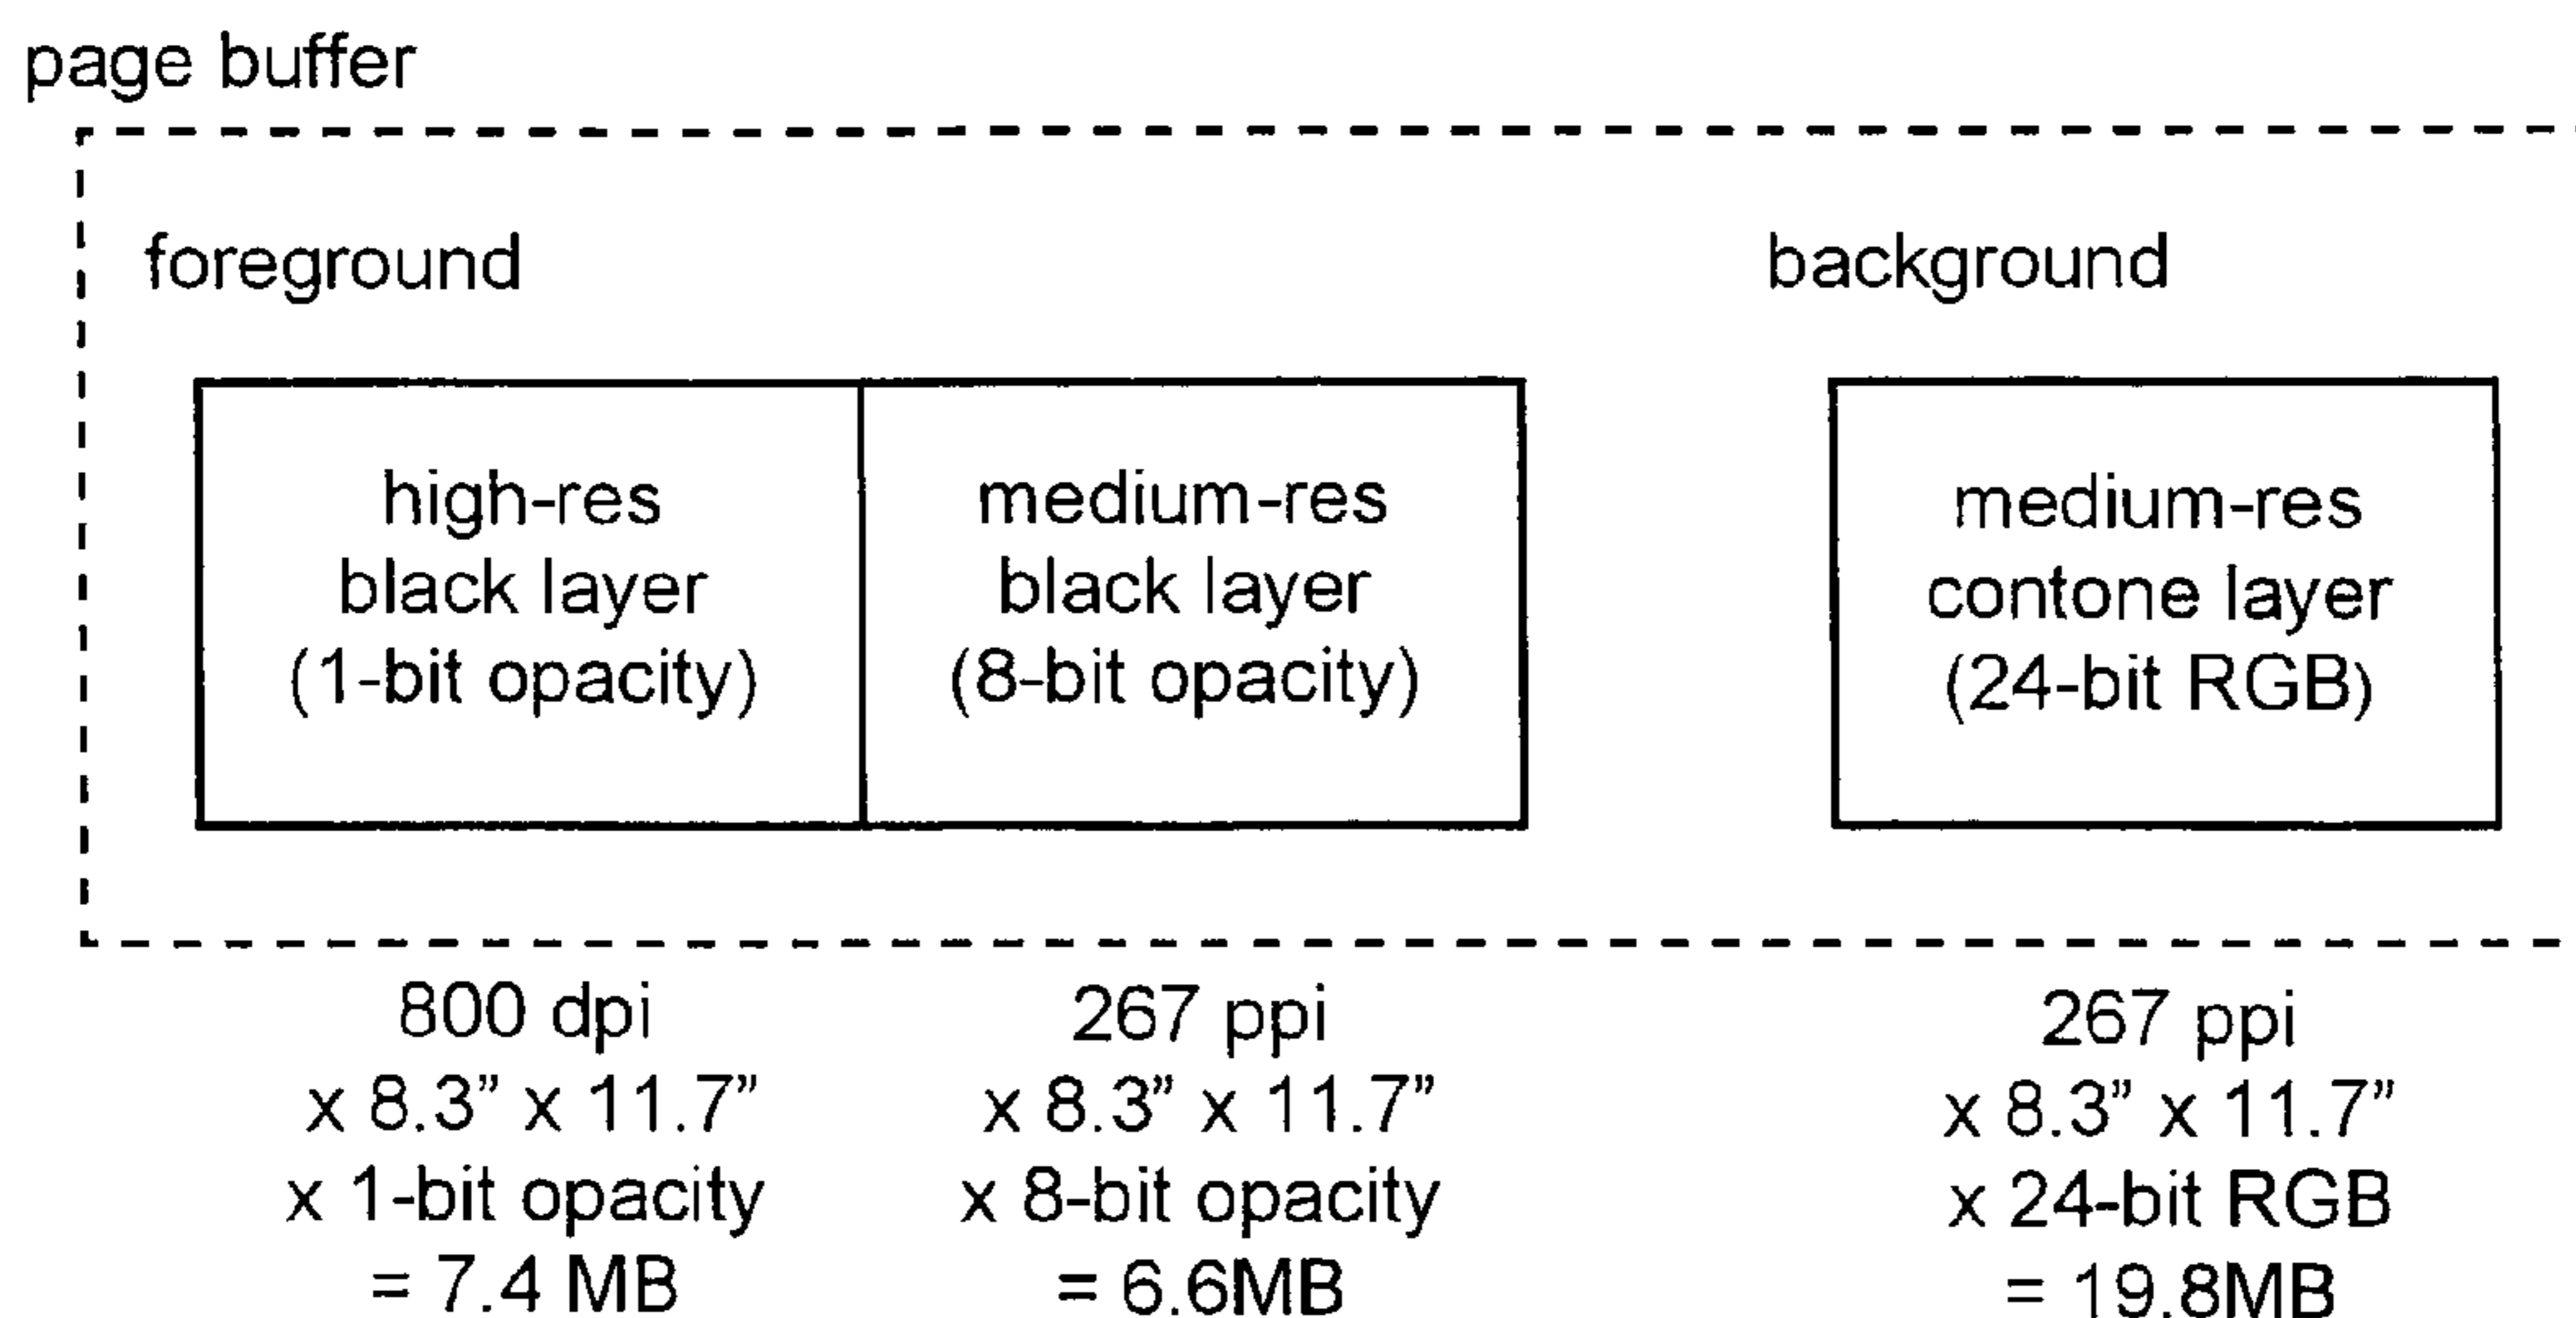 page buffer
foreground
background
high-res
black layer
(1-bit opacity)
medium-res
black layer
(8-bit opacity)
medium-res
contone layer
(24-bit RGB)
800 dpi
x 8.3” x 11.7”
x 1-bit opacity
= 7.4 MB
267 ppi
x 8.3” x 11.7”
x 8-bit opacity
= 6.6MB
267 ppi
x 8.3” x 11.7”
x 24-bit RGB
= 19.8MB